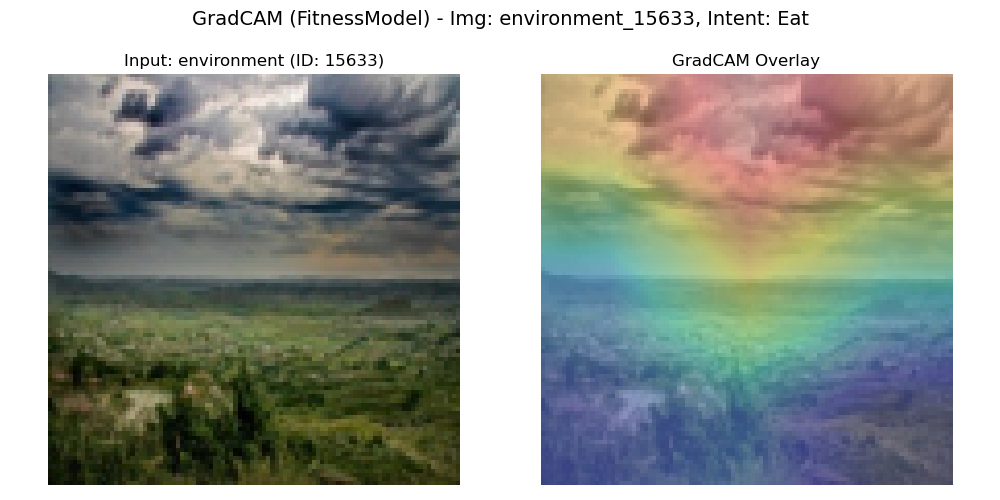 GradCAM (FitnessModel) - Img: environment_15633, Intent: Eat
Input: environment (ID: 15633)
GradCAM Overlay